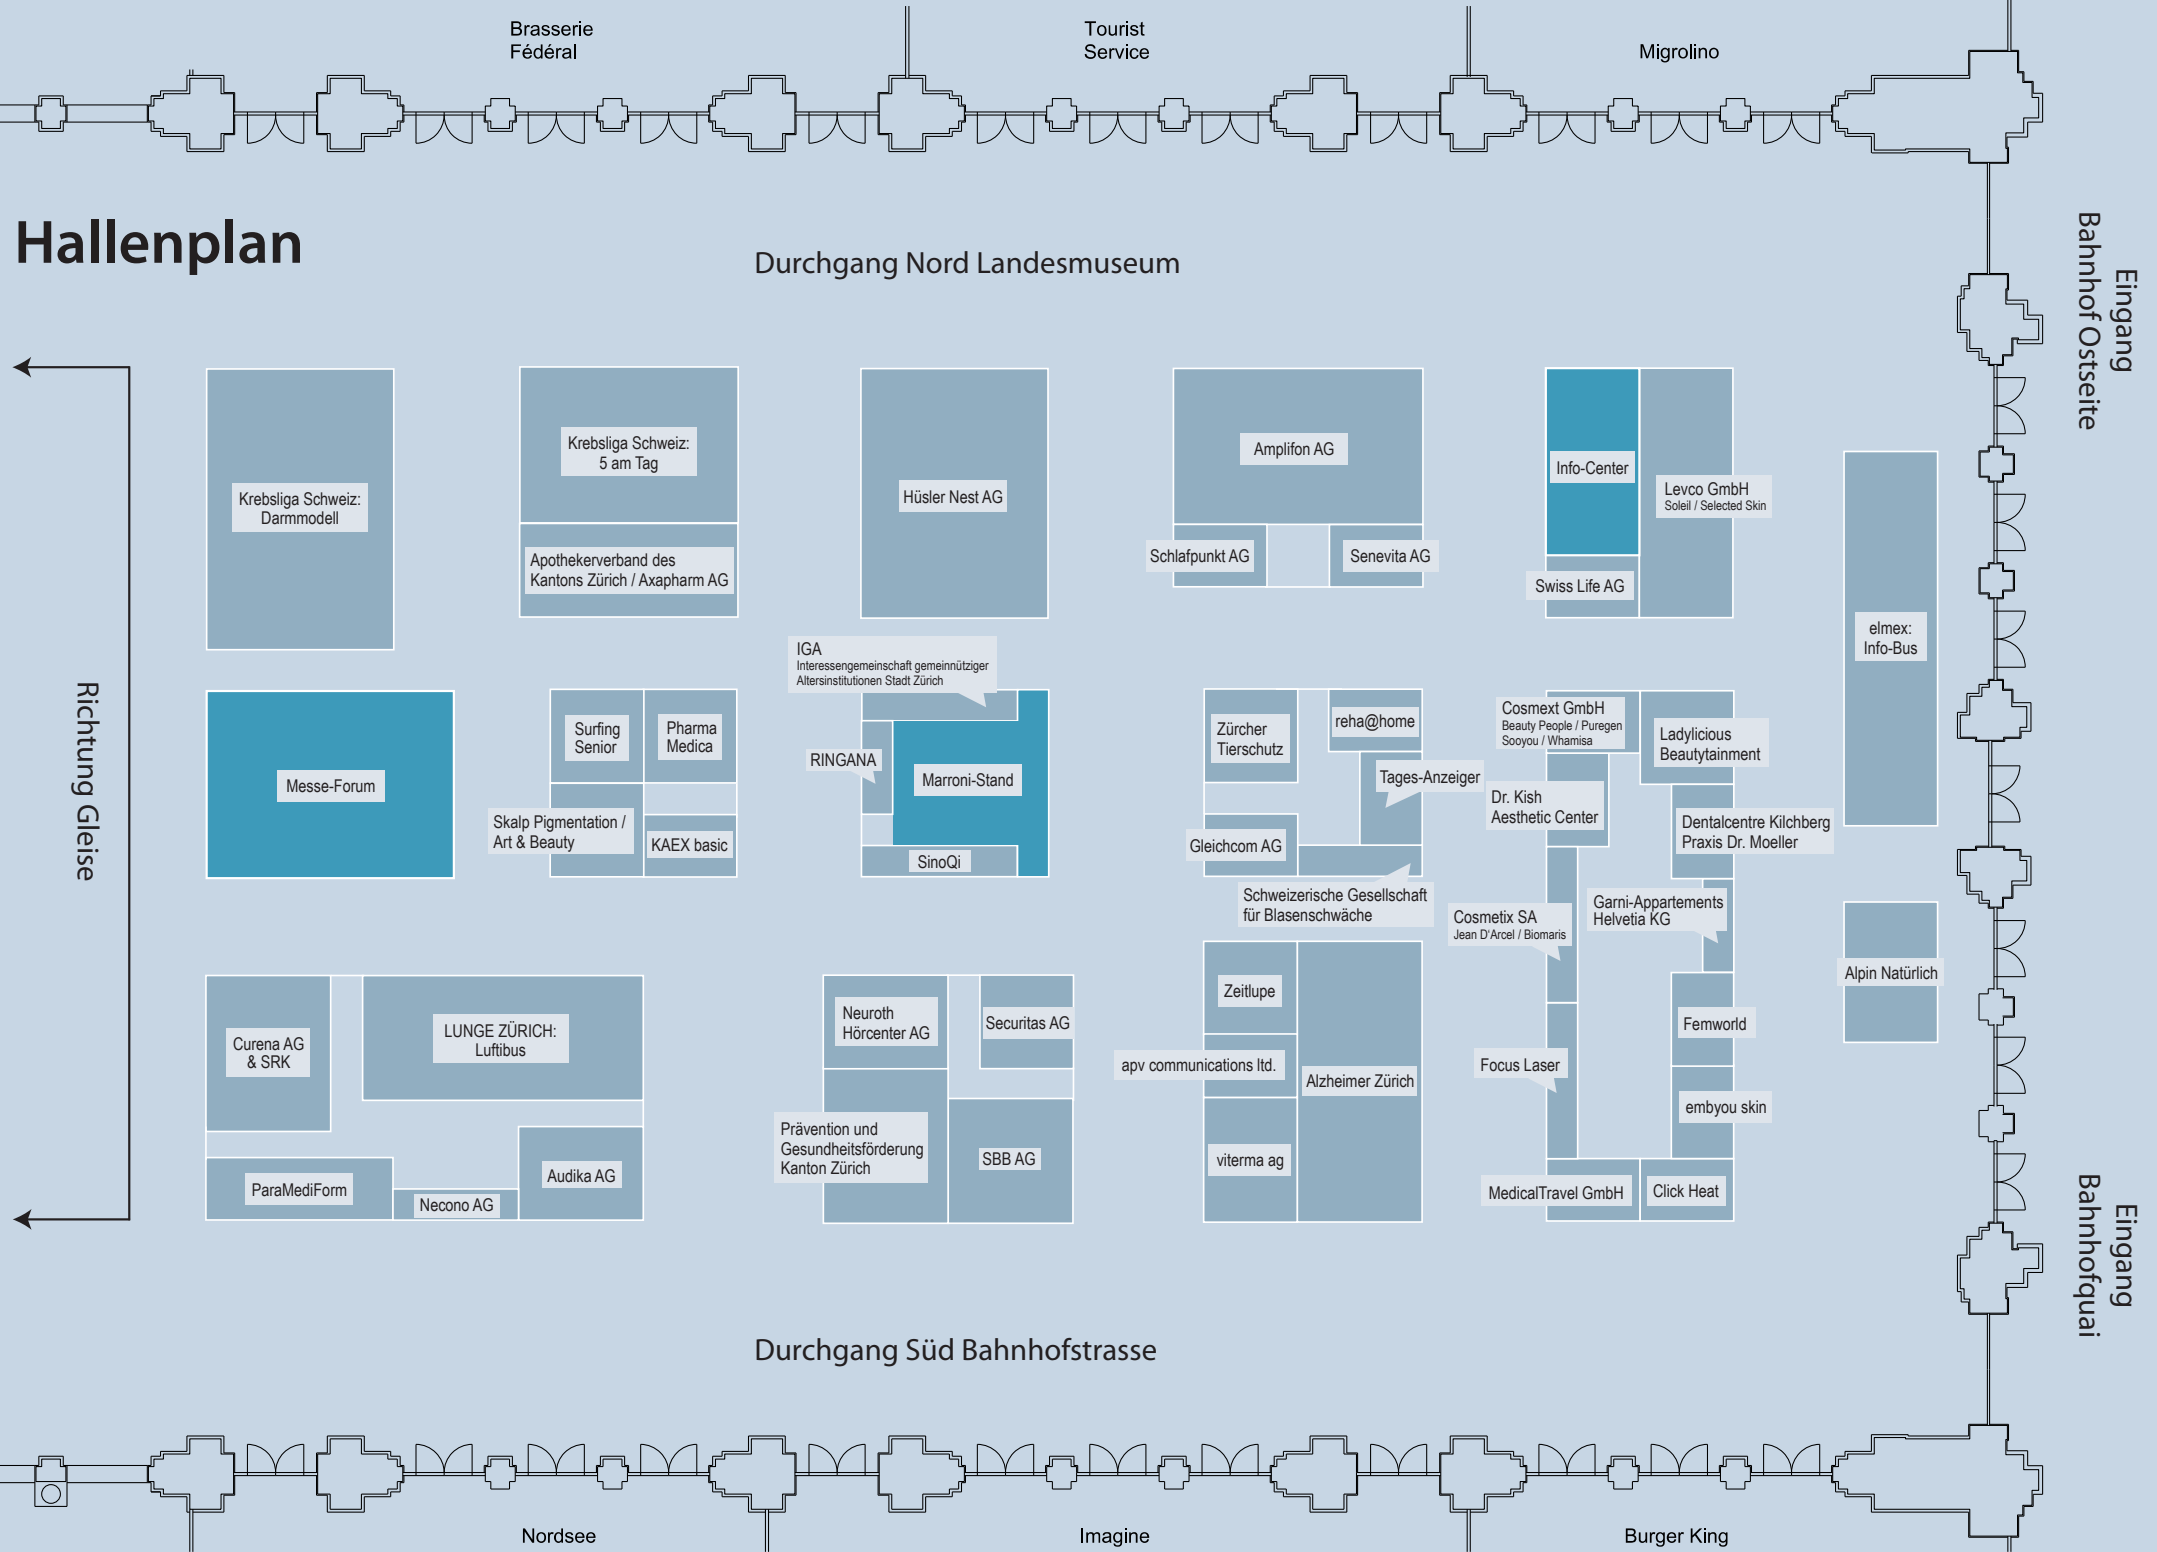 Brasserie
Fédéral
Tourist
Service
Migrolino
Hallenplan
Durchgang Nord Landesmuseum
Eingang
Bahnhof Ostseite
Richtung Gleise
Krebsliga Schweiz:
Darmmodell
Krebsliga Schweiz:
5 am Tag
Apothekerverband des
Kantons Zürich / Axapharm AG
Hüsler Nest AG
Amplifon AG
Schlafpunkt AG
Senevita AG
Info-Center
Levco GmbH
Soleil / Selected Skin
Swiss Life AG
elmex:
Info-Bus
Messe-Forum
Surfing
Senior
Pharma
Medica
Skalp Pigmentation /
Art & Beauty
KAEX basic
IGA
Interessengemeinschaft gemeinnütziger
Altersinstitutionen Stadt Zürich
RINGANA
Marroni-Stand
SinoQi
Zürcher
Tierschutz
reha@home
Tages-Anzeiger
Gleichcom AG
Schweizerische Gesellschaft
für Blasenschwäche
Cosmext GmbH
Beauty People / Puregen
Sooyou / Whamisa
Ladylicious
Beautytainment
Dr. Kish
Aesthetic Center
Dentalcentre Kilchberg
Praxis Dr. Moeller
Garni-Appartements
Helvetia KG
Cosmetix SA
Jean D'Arcel / Biomaris
Alpin Natürlich
Curena AG
& SRK
LUNGE ZÜRICH:
Luftibus
ParaMediForm
Necono AG
Audika AG
Neuroth
Hörcenter AG
Securitas AG
Prävention und
Gesundheitsförderung
Kanton Zürich
SBB AG
Zeitlupe
apv communications ltd.
Alzheimer Zürich
viterma ag
Focus Laser
Femworld
embyou skin
MedicalTravel GmbH
Click Heat
Eingang
Bahnhofquai
Durchgang Süd Bahnhofstrasse
Nordsee
Imagine
Burger King